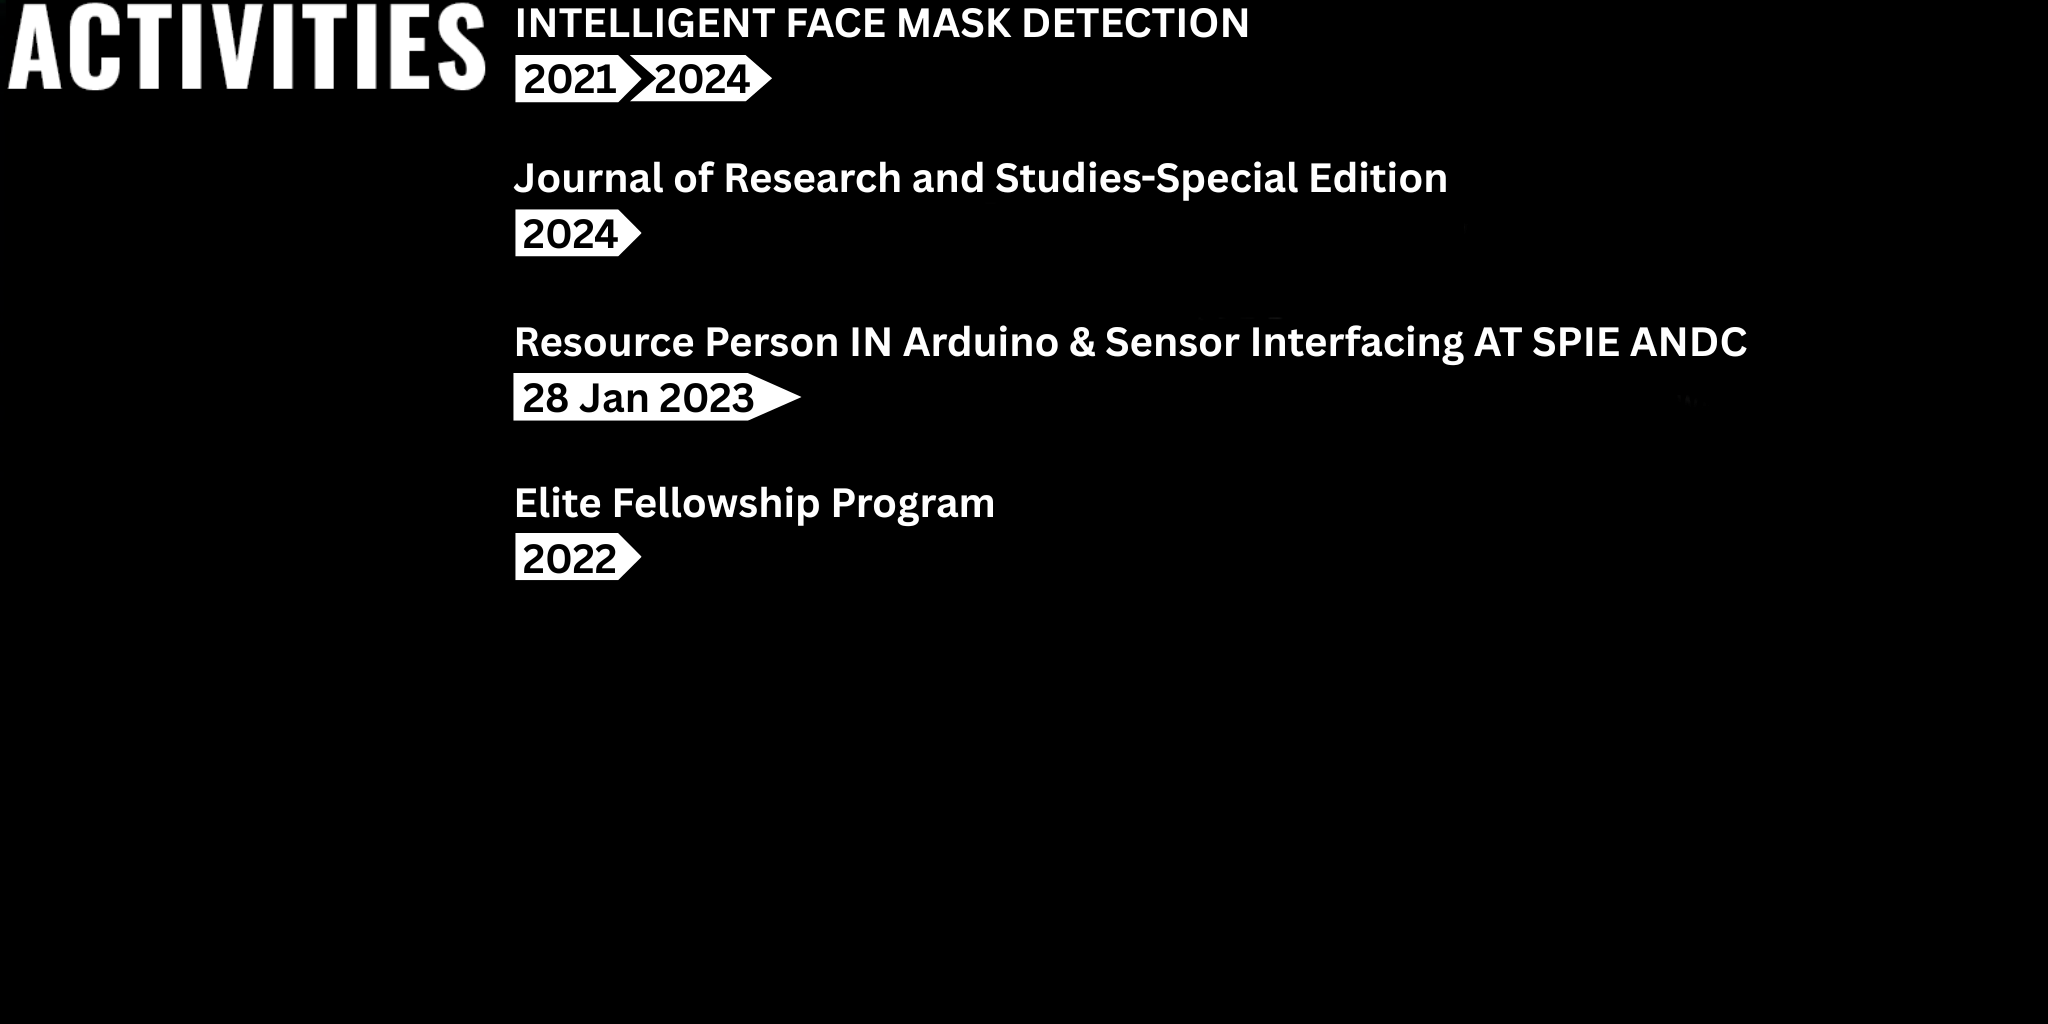 ACTIVITIES
INTELLIGENT FACE MASK DETECTION
2021 2024
Journal of Research and Studies-Special Edition
2024
Resource Person IN Arduino & Sensor Interfacing AT SPIE ANDC
28 Jan 2023
Elite Fellowship Program
2022